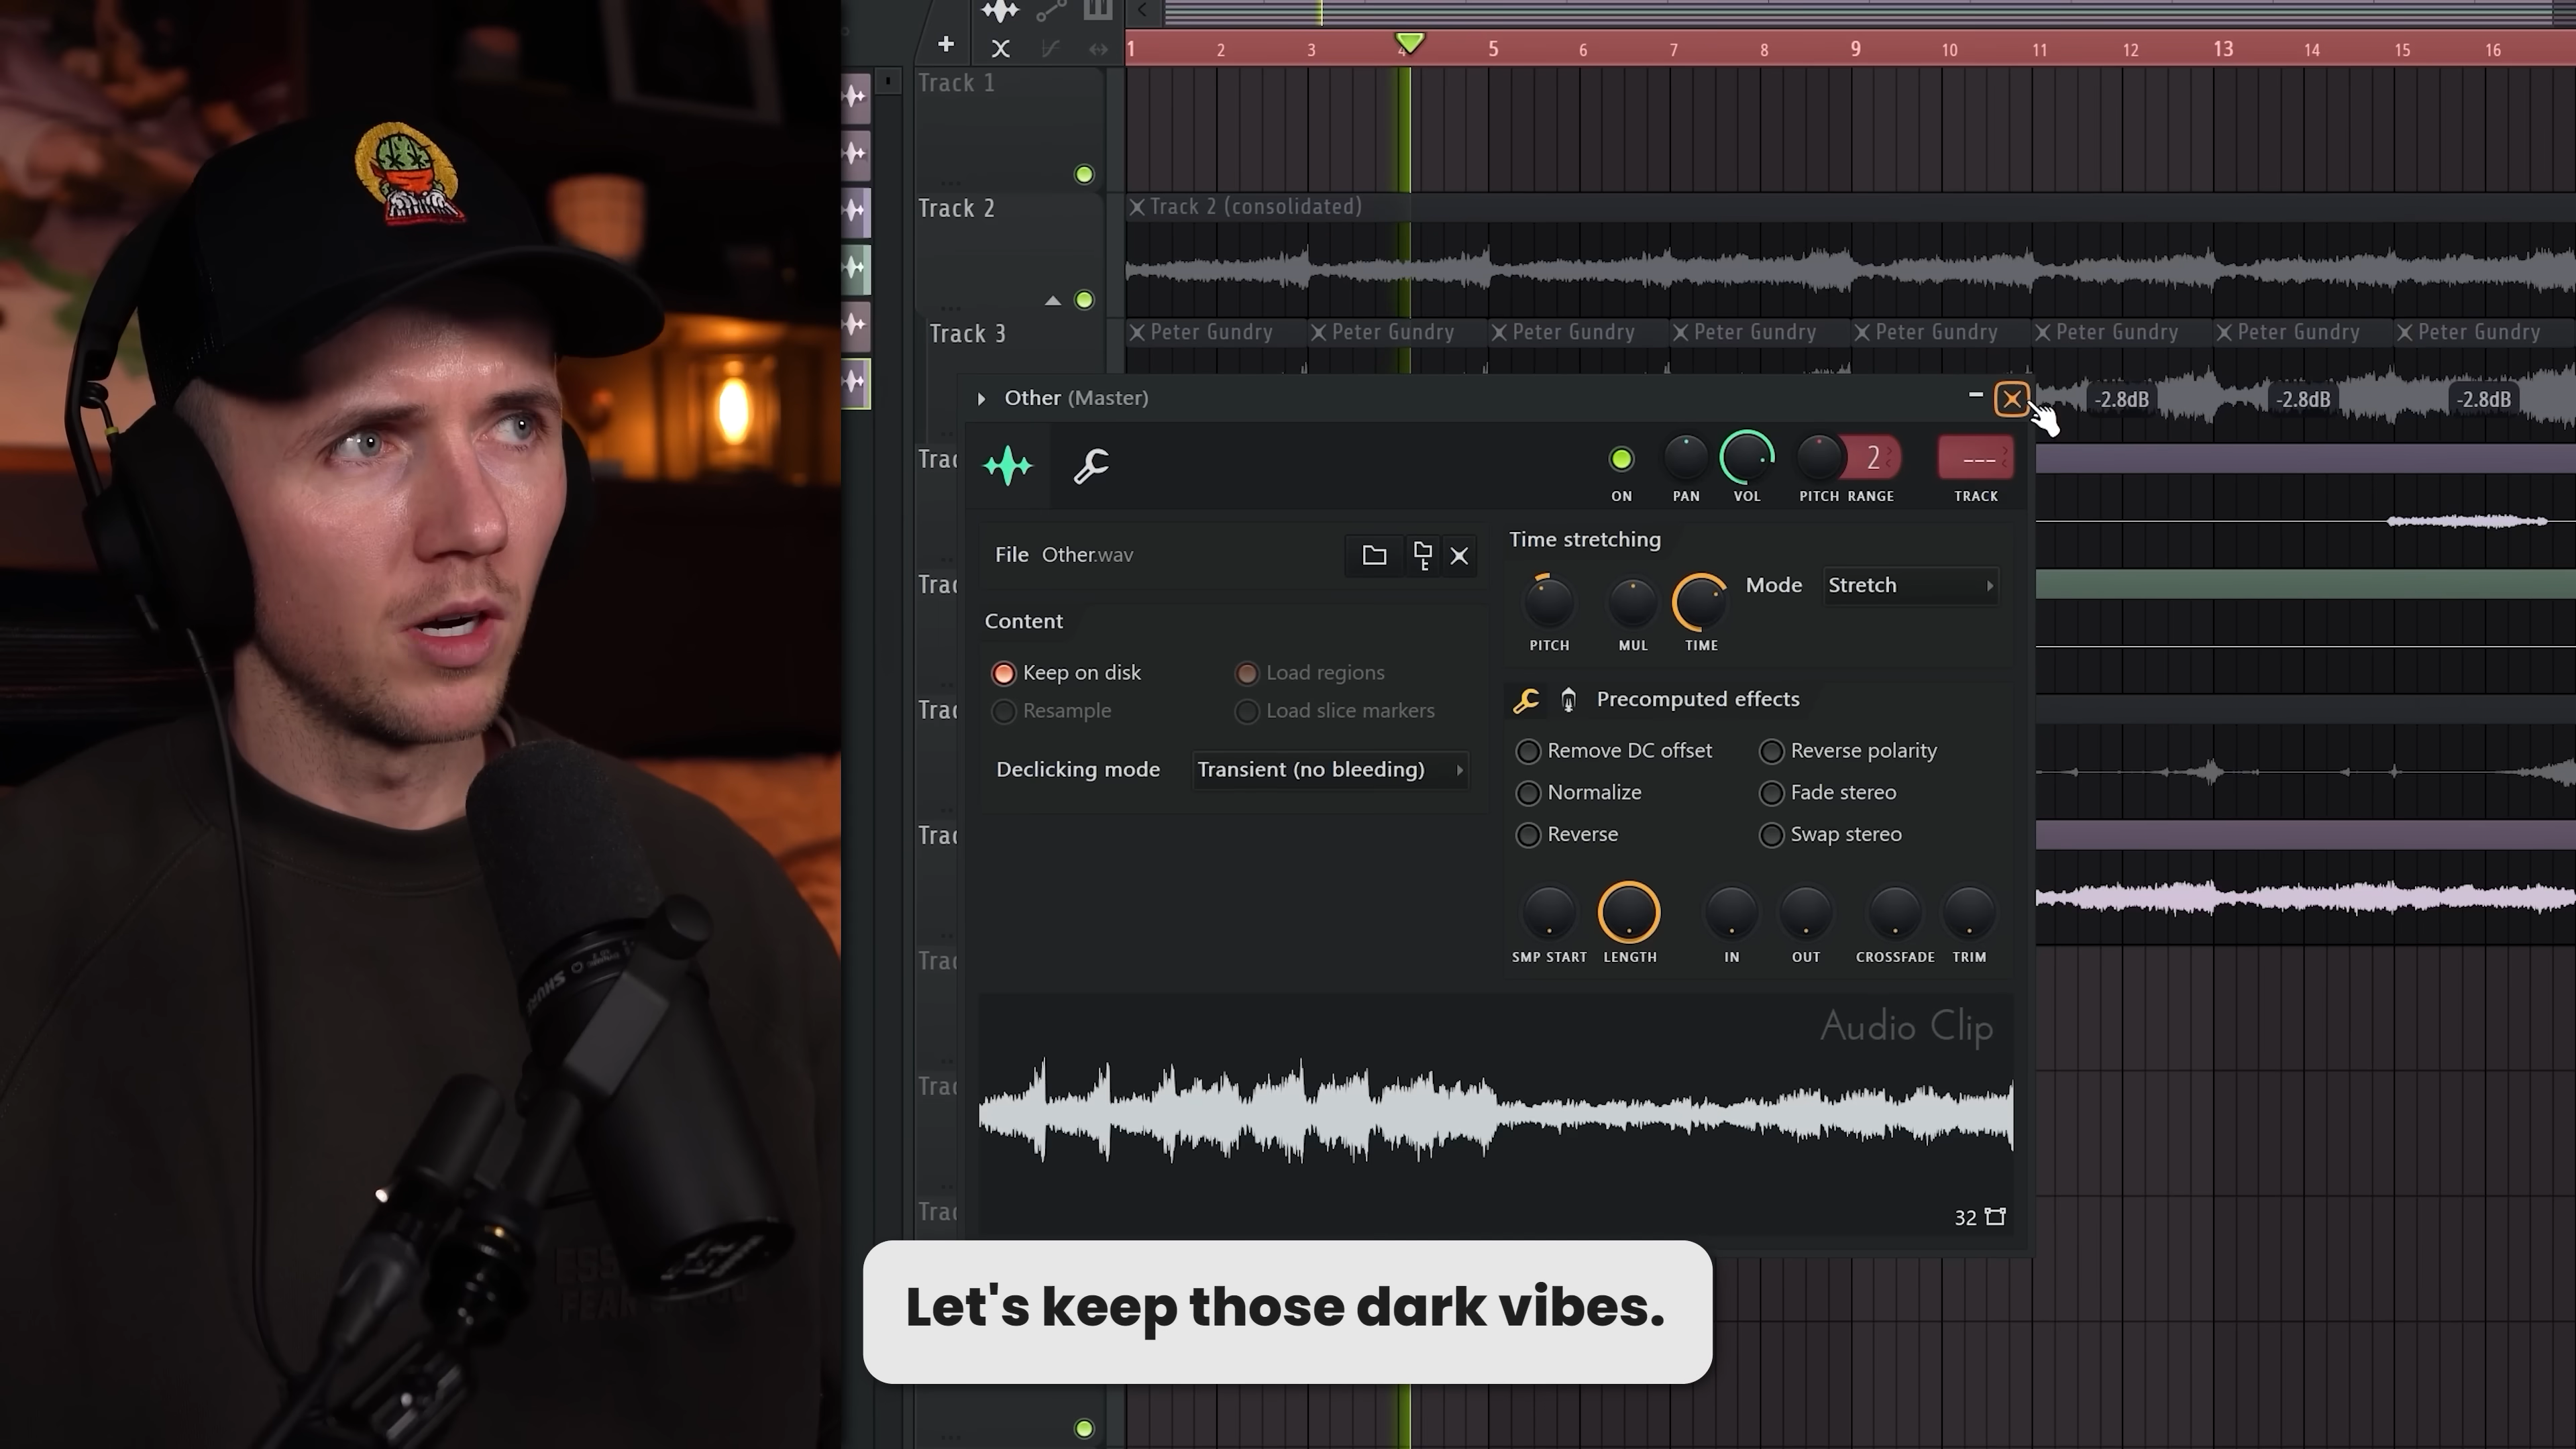 1 2 3 4 5 6 7 8 9 10 11 12 13 14 15 16
Track 1
Track 2
Track 2 (consolidated)
Track 3
Peter Gundry Peter Gundry Peter Gundry Peter Gundry Peter Gundry Peter Gundry Peter Gundry Peter Gundry
-2.8dB -2.8dB -2.8dB
Other (Master)
2 ---
ON PAN VOL PITCH RANGE TRACK
File Other.wav
Time stretching
Mode Stretch
PITCH MUL TIME
Content
Keep on disk Load regions
Resample Load slice markers
Declicking mode Transient (no bleeding)
Precomputed effects
Remove DC offset Reverse polarity
Normalize Fade stereo
Reverse Swap stereo
SMP START LENGTH IN OUT CROSSFADE TRIM
Audio Clip
32
SHURE
Let's keep those dark vibes.